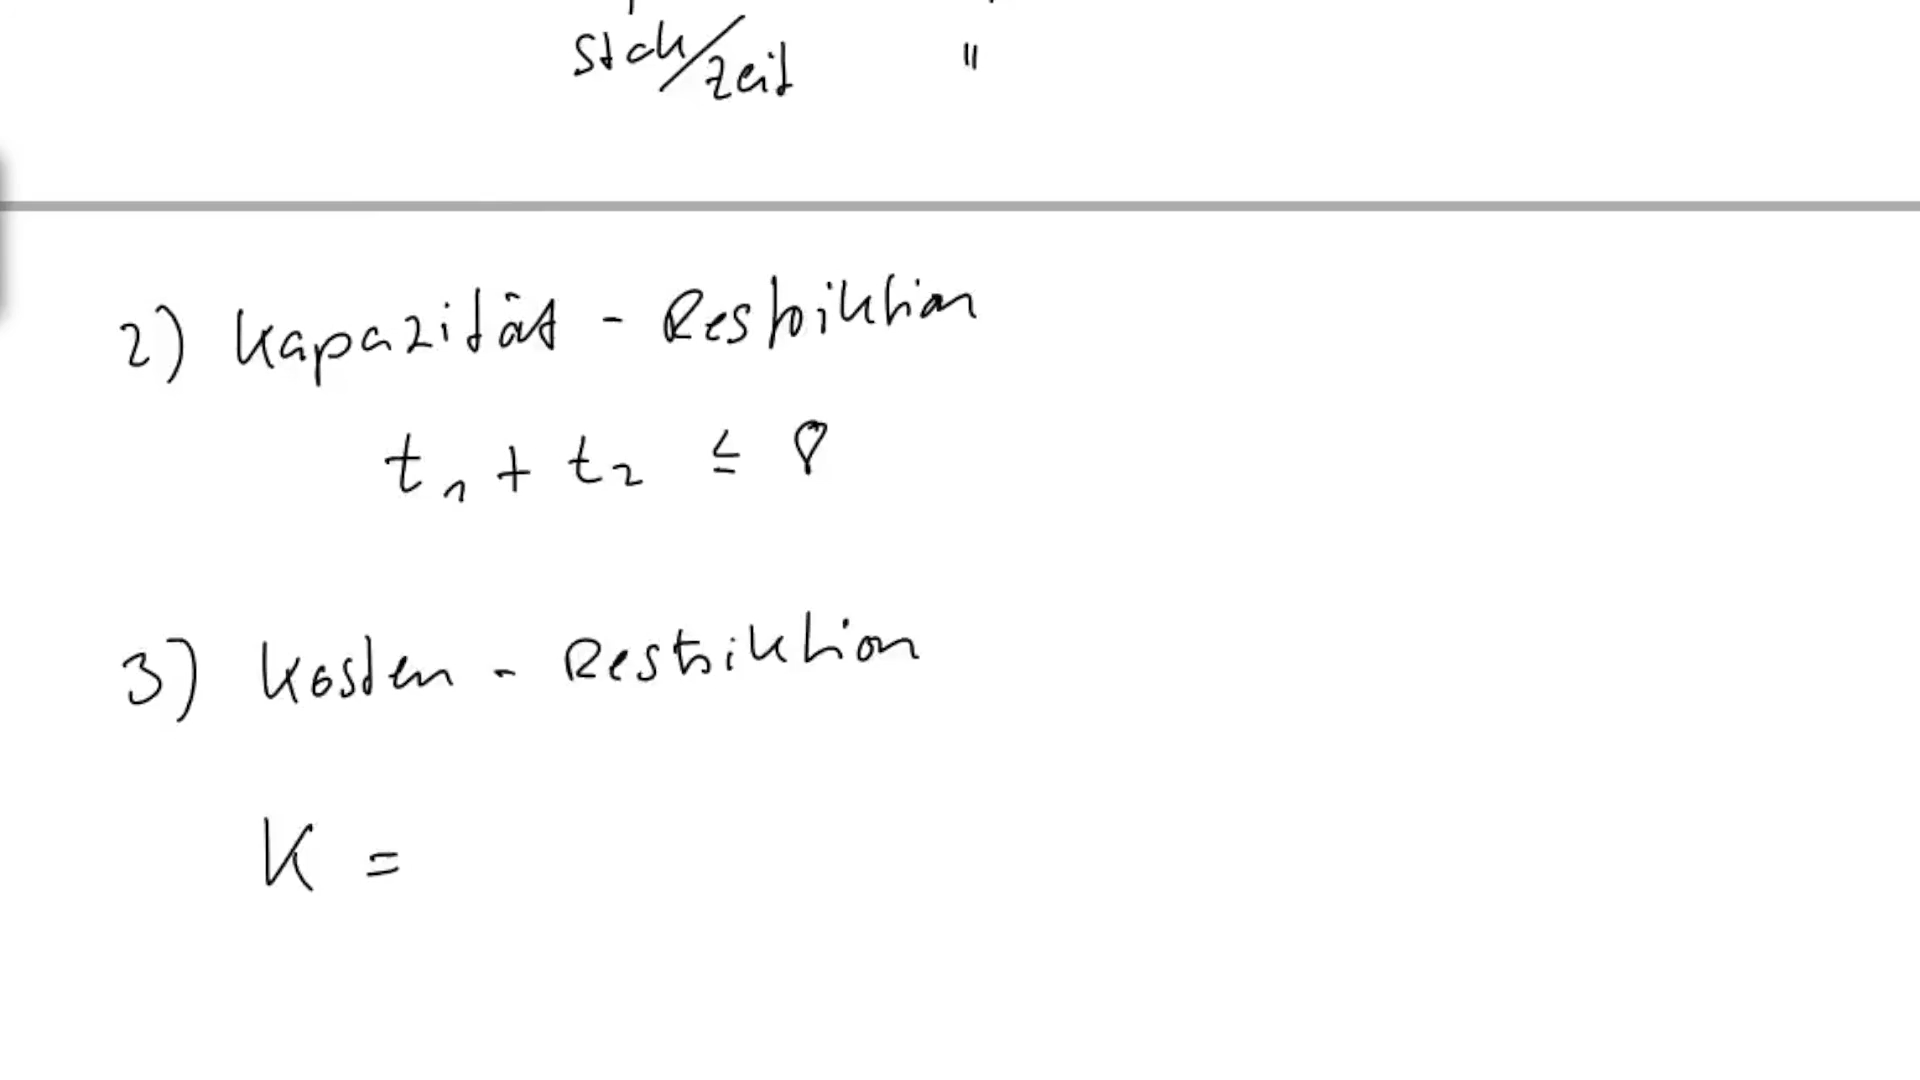 Stck/Zeit "
2) Kapazität - Restriktion
t₁ + t₂ ≤ 8
3) Kosten - Restriktion
K =